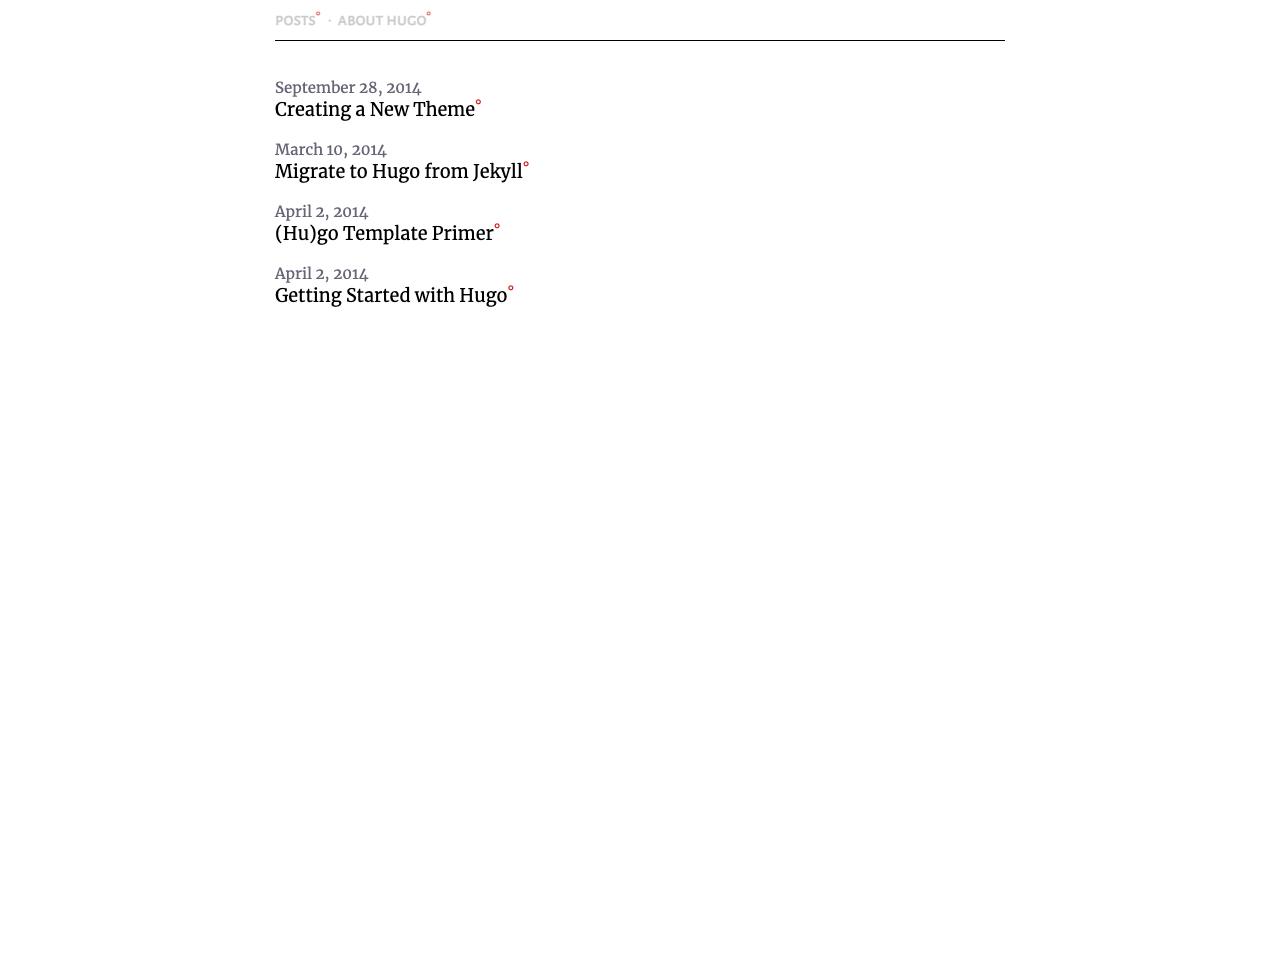 POSTS° · ABOUT HUGO°
September 28, 2014
Creating a New Theme°
March 10, 2014
Migrate to Hugo from Jekyll°
April 2, 2014
(Hu)go Template Primer°
April 2, 2014
Getting Started with Hugo°